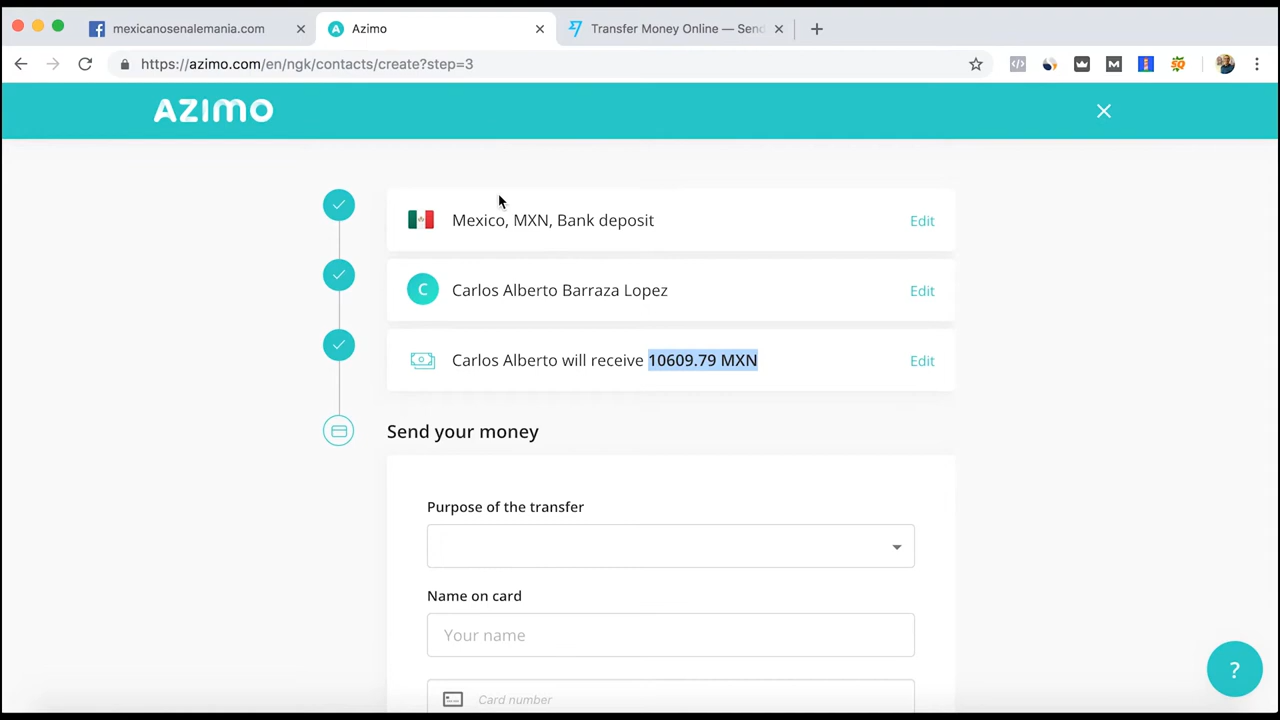 mexicanosenalemania.com
Azimo
Transfer Money Online — Send
https://azimo.com/en/ngk/contacts/create?step=3
AZIMO
Mexico, MXN, Bank deposit
Edit
C
Carlos Alberto Barraza Lopez
Edit
Carlos Alberto will receive 10609.79 MXN
Edit
Send your money
Purpose of the transfer
Name on card
Your name
Card number
?